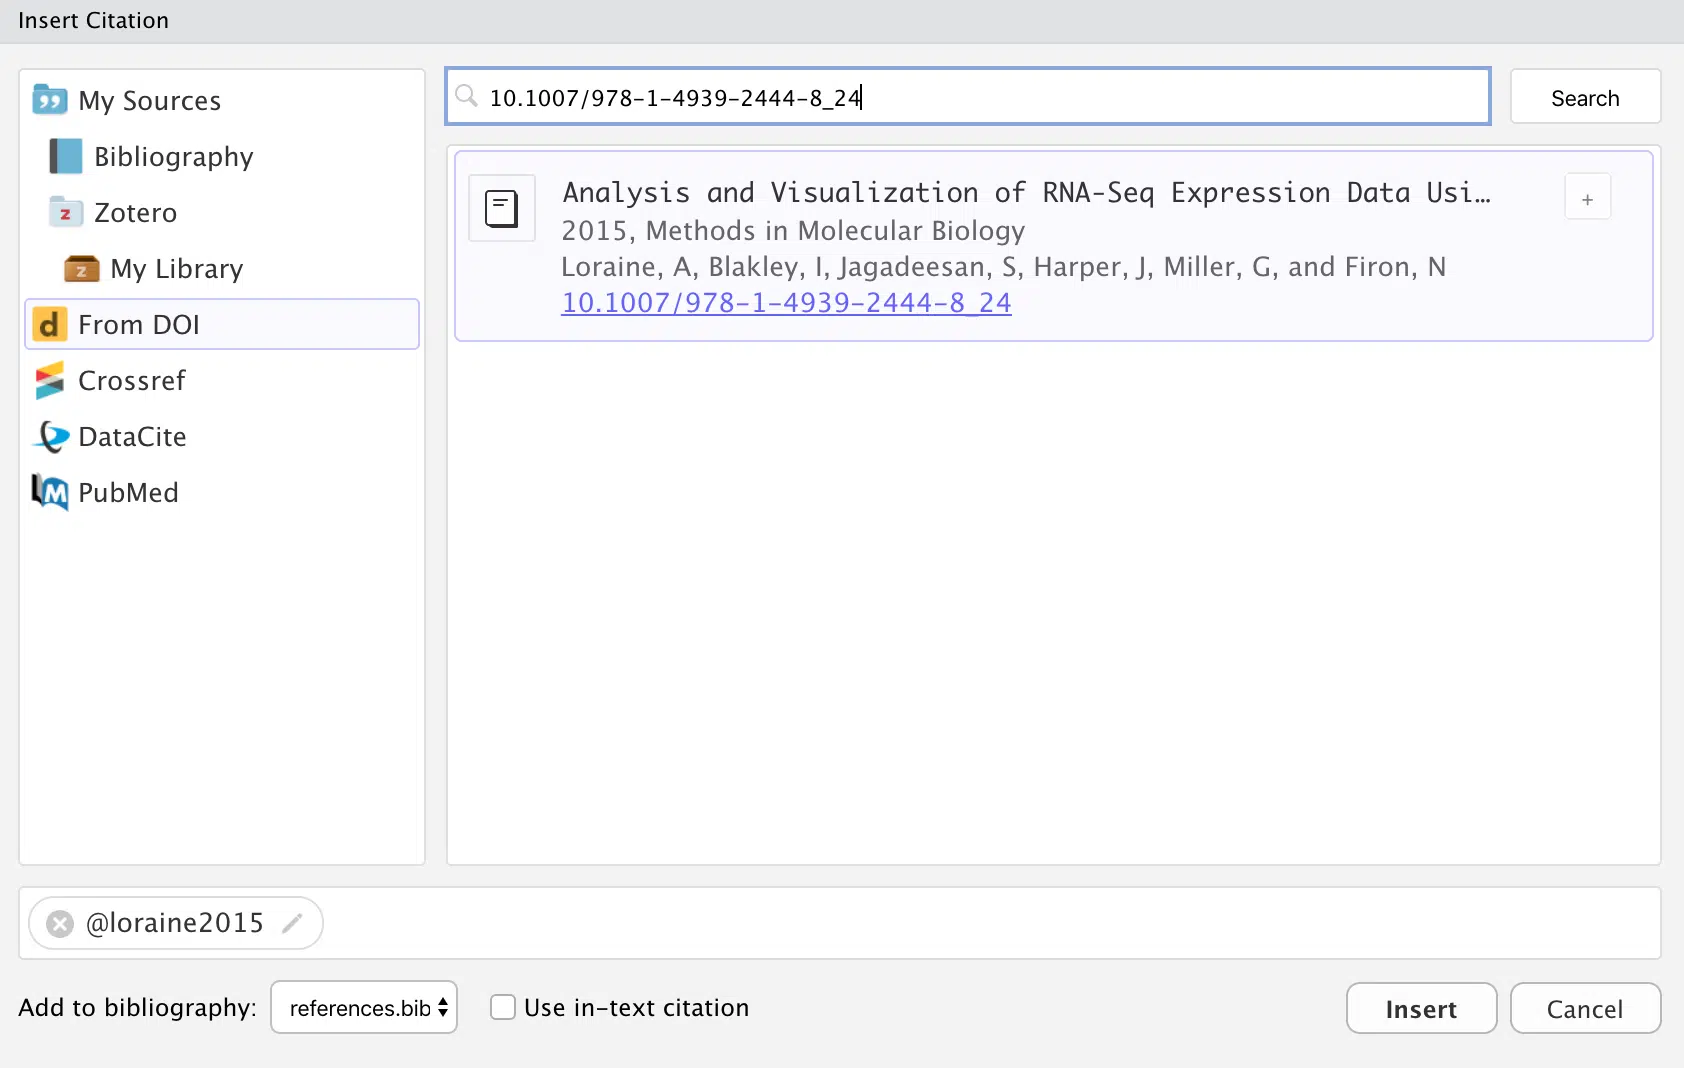 Insert Citation
My Sources
Bibliography
Zotero
My Library
From DOI
Crossref
DataCite
PubMed
10.1007/978-1-4939-2444-8_24
Search
Analysis and Visualization of RNA-Seq Expression Data Usi…
2015, Methods in Molecular Biology
Loraine, A, Blakley, I, Jagadeesan, S, Harper, J, Miller, G, and Firon, N
10.1007/978-1-4939-2444-8_24
+
@loraine2015
Add to bibliography: references.bib Use in-text citation
Insert Cancel